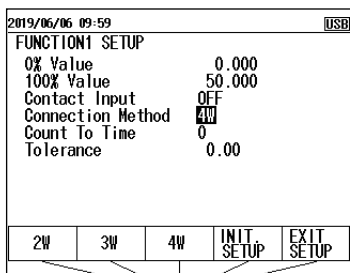 2019/06/06 09:59 USB
FUNCTION1 SETUP
0% Value 0.000
100% Value 50.000
Contact Input OFF
Connection Method 4W
Count To Time 0
Tolerance 0.00
2W 3W 4W INIT. SETUP EXIT SETUP